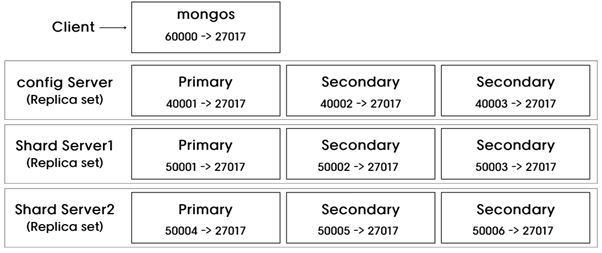 mongos
Client
60000 -> 27017
config Server
(Replica set)
Primary
40001 -> 27017
Secondary
40002 -> 27017
Secondary
40003 -> 27017
Shard Server1
(Replica set)
Primary
50001 -> 27017
Secondary
50002 -> 27017
Secondary
50003 -> 27017
Shard Server2
(Replica set)
Primary
50004 -> 27017
Secondary
50005 -> 27017
Secondary
50006 -> 27017